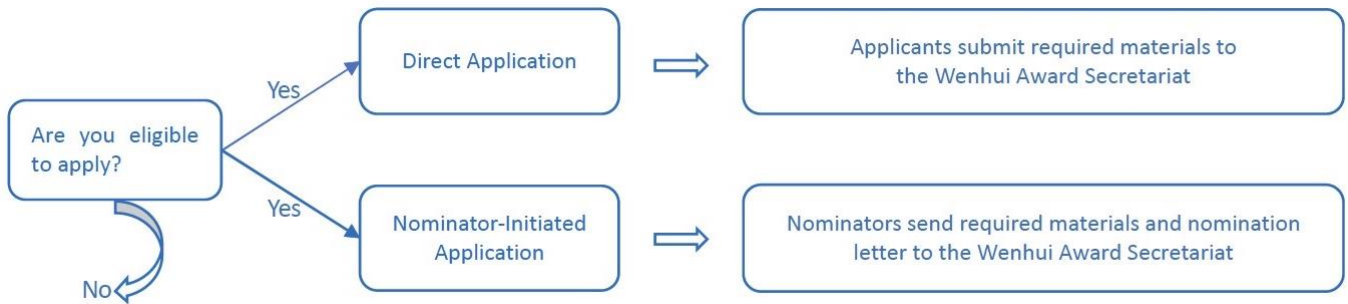 Are you eligible
to apply?
No
Yes
Direct Application
Applicants submit required materials to
the Wenhui Award Secretariat
Yes
Nominator-Initiated
Application
Nominators send required materials and nomination
letter to the Wenhui Award Secretariat